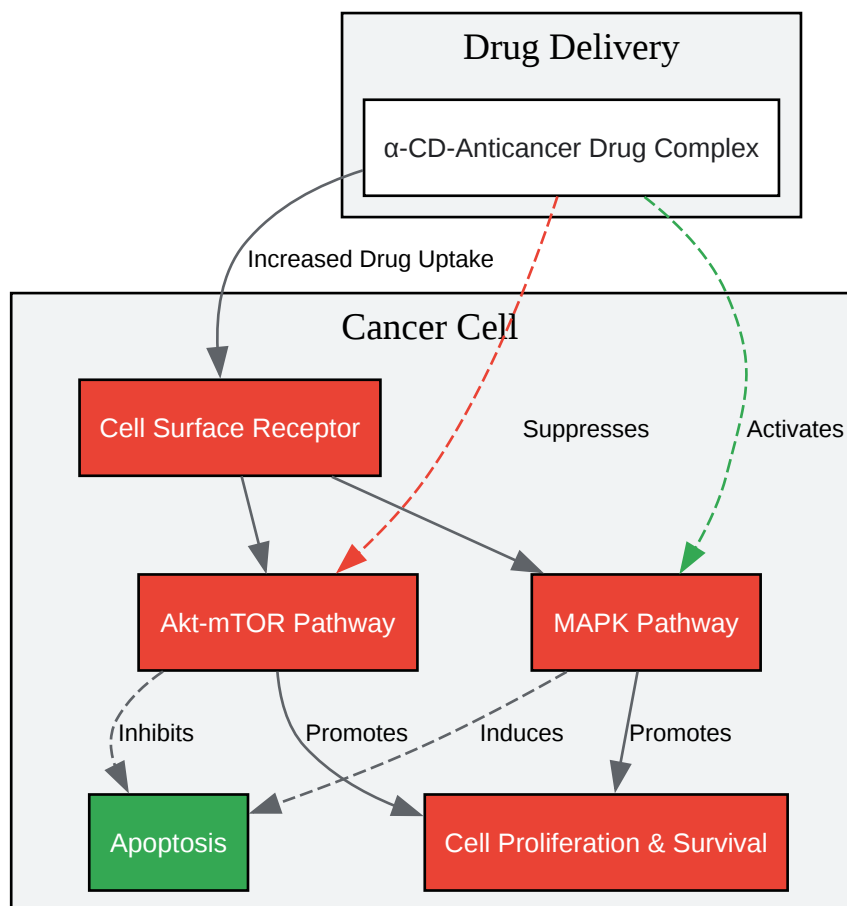 Drug Delivery
α-CD-Anticancer Drug Complex
Increased Drug Uptake
Cancer Cell
Cell Surface Receptor
Suppresses
Activates
Akt-mTOR Pathway
MAPK Pathway
Inhibits
Promotes
Induces
Promotes
Apoptosis
Cell Proliferation & Survival